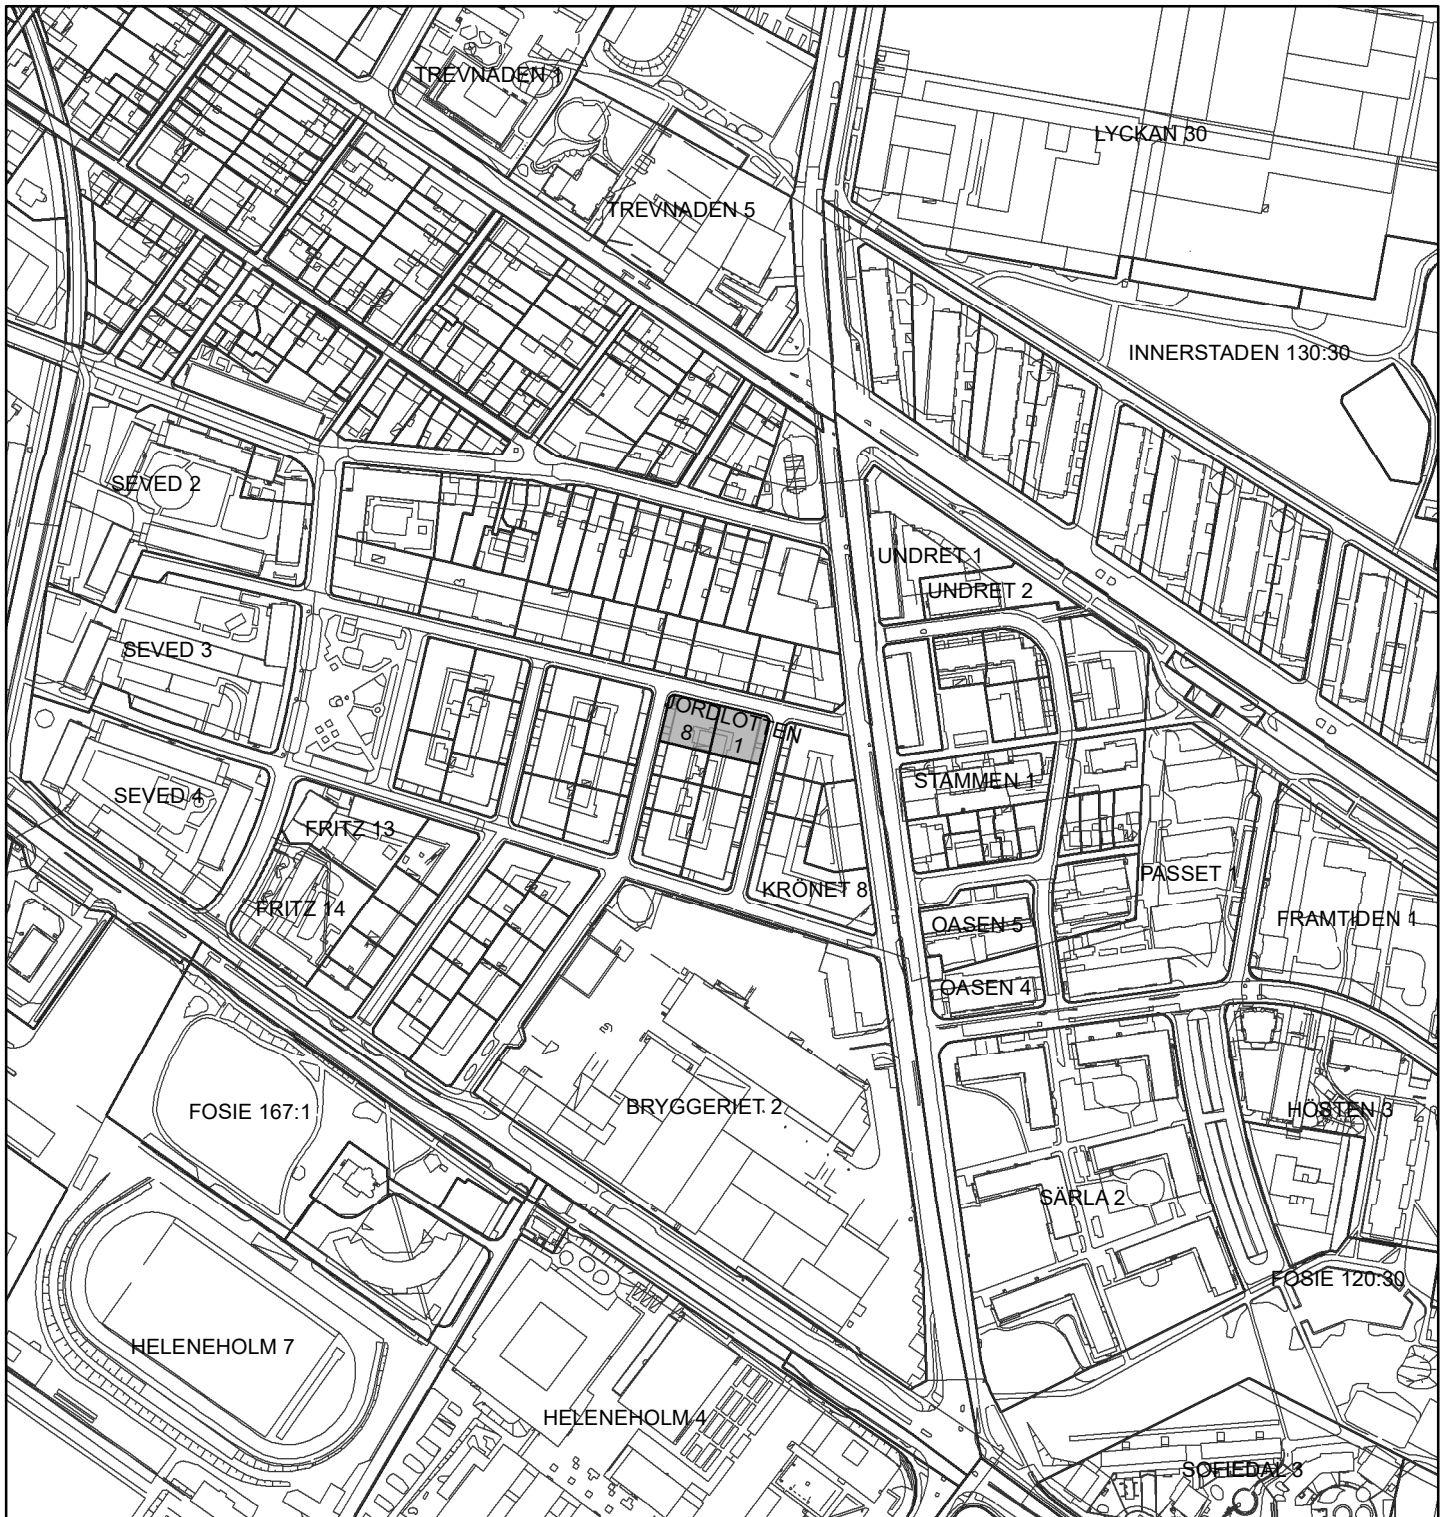 TREVNADEN 1
LYCKAN 30
TREVNADEN 5
INNERSTADEN 130:30
SEVED 2
UNDRET 1
UNDRET 2
SEVED 3
JORDLOTTEN
8 1
STAMMEN 1
SEVED 4
FRITZ 13
PASSET 1
KRÖNET 8
FRITZ 14
OASEN 5
FRAMTIDEN 1
OASEN 4
FOSIE 167:1
BRYGGERIET 2
HÖSTEN 3
SÄRLA 2
FOSIE 120:30
HELENEHOLM 7
HELENEHOLM 4
SOFIEDAL 3